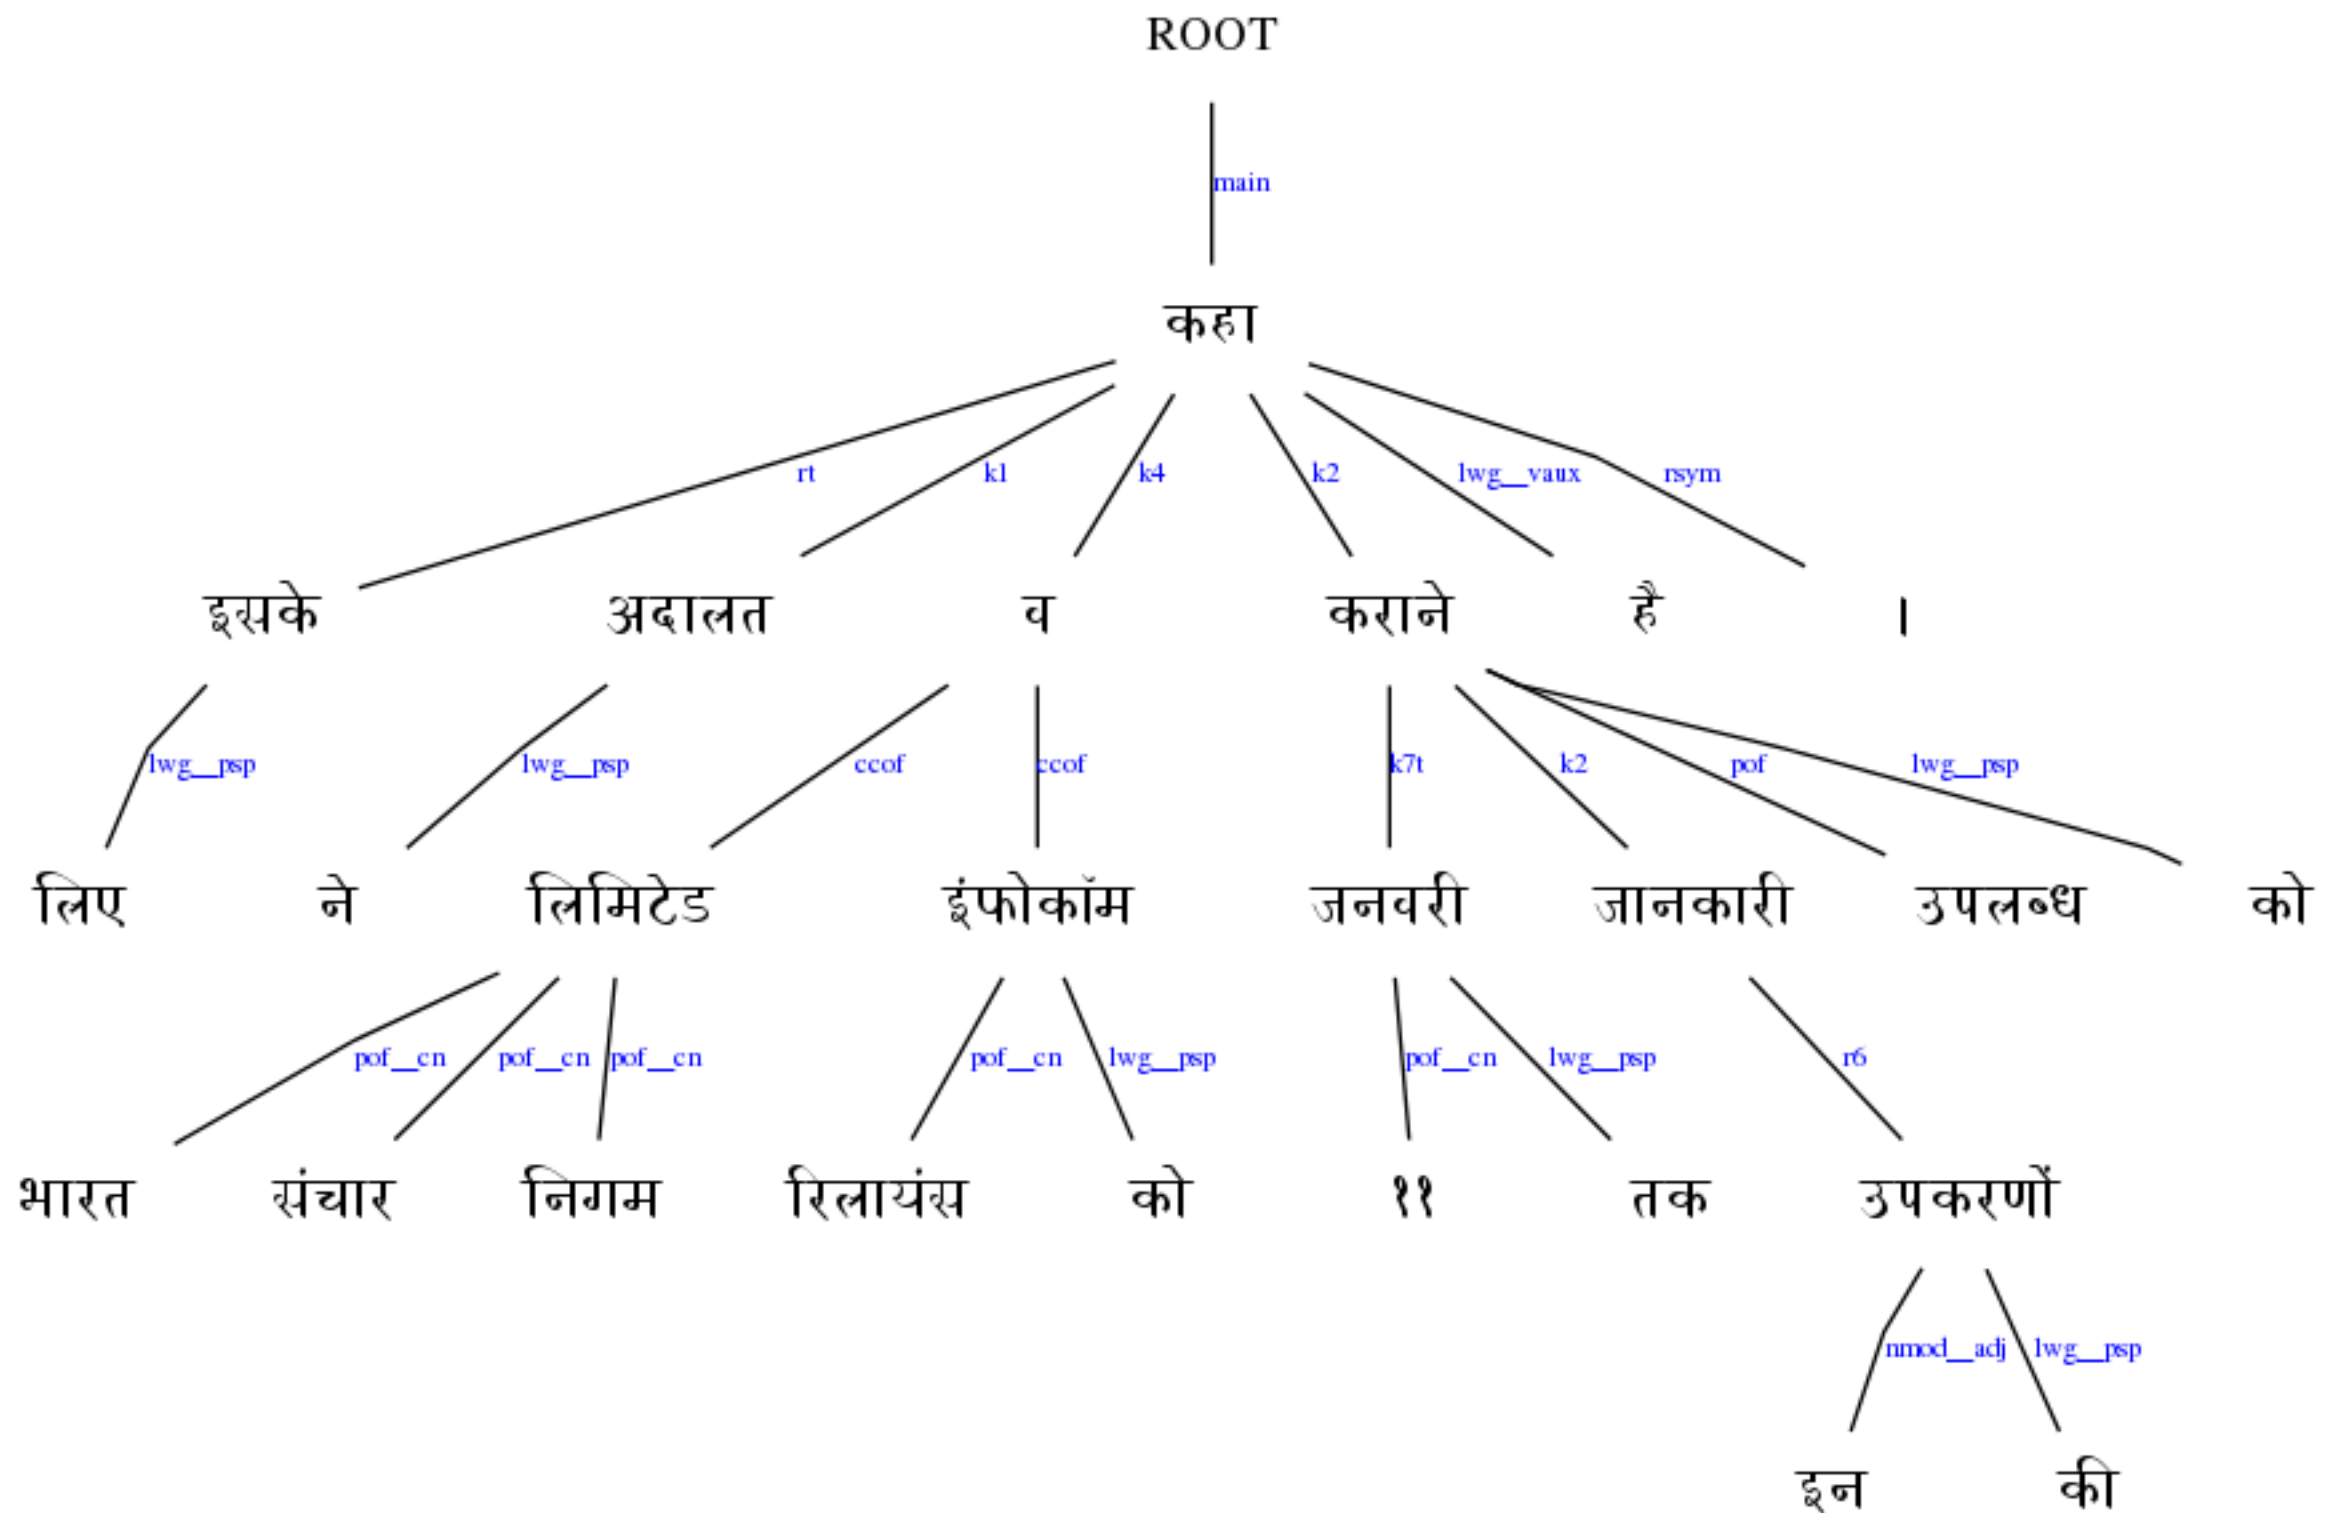 ROOT
main
कहा
rt k1 k4 k2 lwg__vaux rsym
इसके अदालत व कराने है ।
lwg__psp lwg__psp ccof ccof k7t k2 pof lwg__psp
लिए ने लिमिटेड इंफोकॉम जनवरी जानकारी उपलब्ध को
pof__cn pof__cn pof__cn pof__cn lwg__psp pof__cn lwg__psp r6
भारत संचार निगम रिलायंस को ११ तक उपकरणों
nmod__adj lwg__psp
इन की